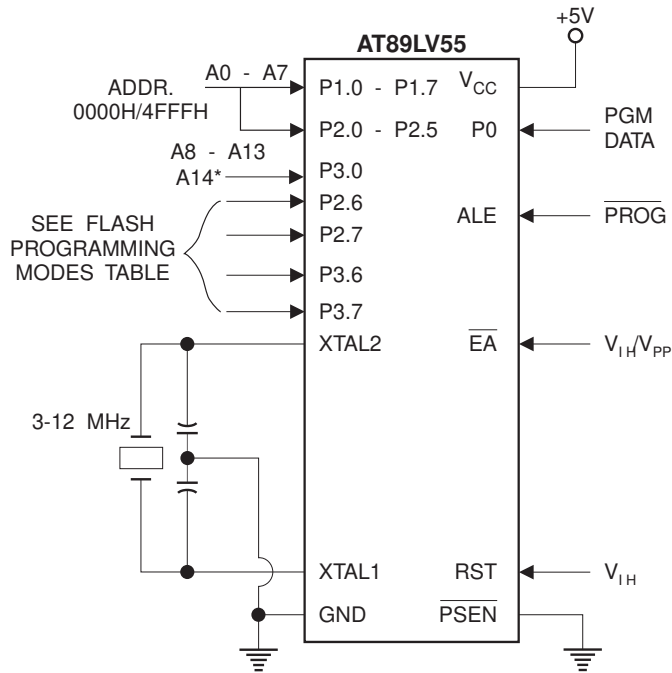 +5V
AT89LV55
ADDR.
0000H/4FFFH
A0 - A7
P1.0 - P1.7
VCC
P2.0 - P2.5
P0
PGM
DATA
A8 - A13
A14*
P3.0
SEE FLASH
PROGRAMMING
MODES TABLE
P2.6
P2.7
P3.6
P3.7
ALE
PROG
XTAL2
EA
VIH/VPP
3-12 MHz
XTAL1
RST
VIH
GND
PSEN